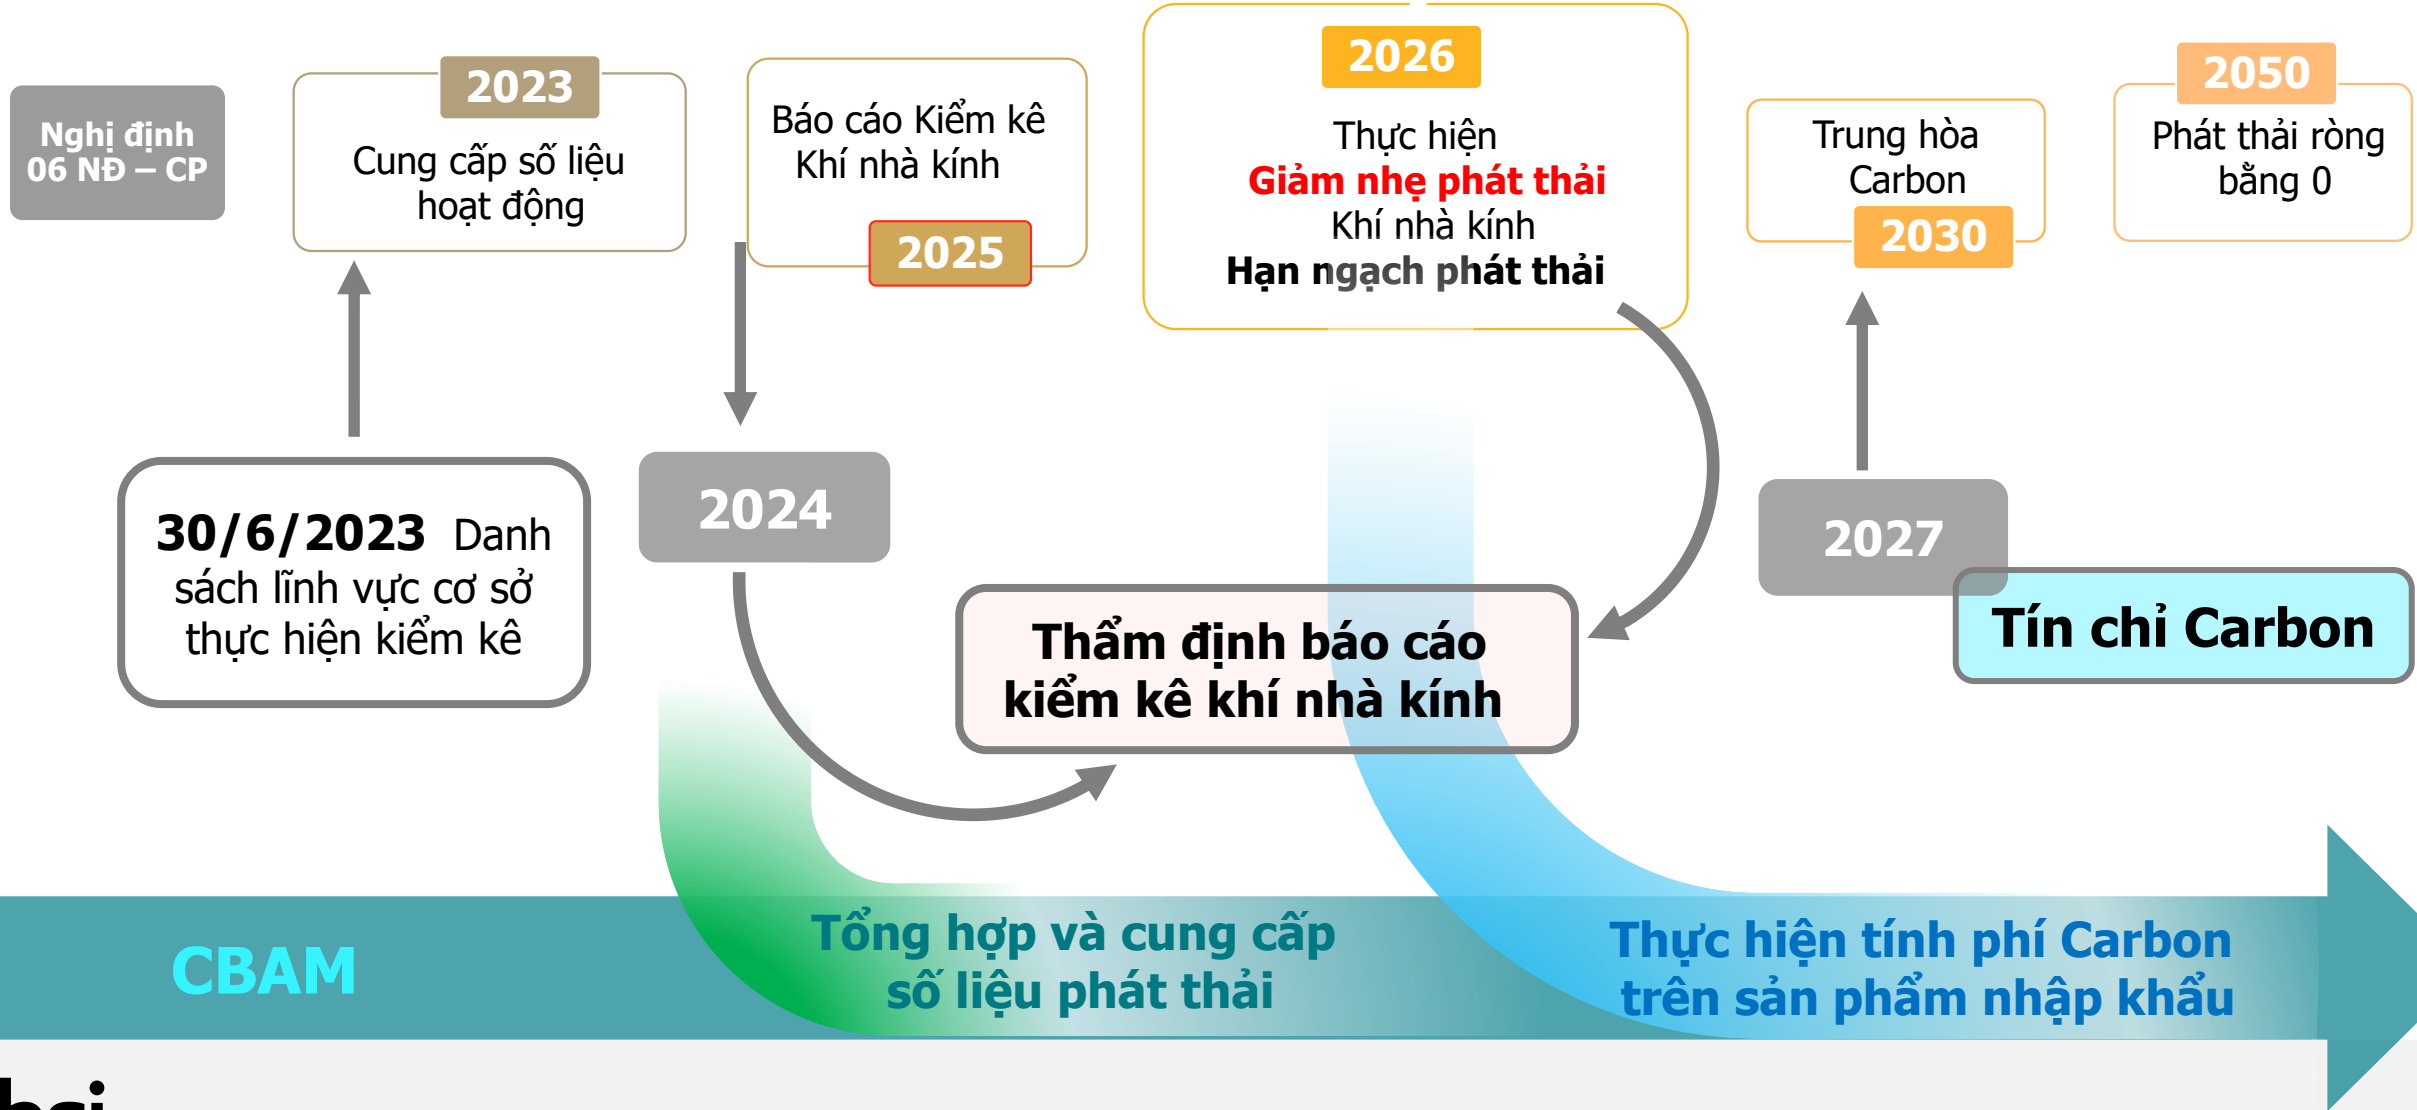 Nghị định
06 NĐ – CP
2023
Cung cấp số liệu
hoạt động
Báo cáo Kiểm kê
Khí nhà kính
2025
2026
Thực hiện
Giảm nhẹ phát thải
Khí nhà kính
Hạn ngạch phát thải
Trung hòa
Carbon
2030
2050
Phát thải ròng
bằng 0
30/6/2023 Danh
sách lĩnh vực cơ sở
thực hiện kiểm kê
2024
Thẩm định báo cáo
kiểm kê khí nhà kính
2027
Tín chỉ Carbon
CBAM
Tổng hợp và cung cấp
số liệu phát thải
Thực hiện tính phí Carbon
trên sản phẩm nhập khẩu